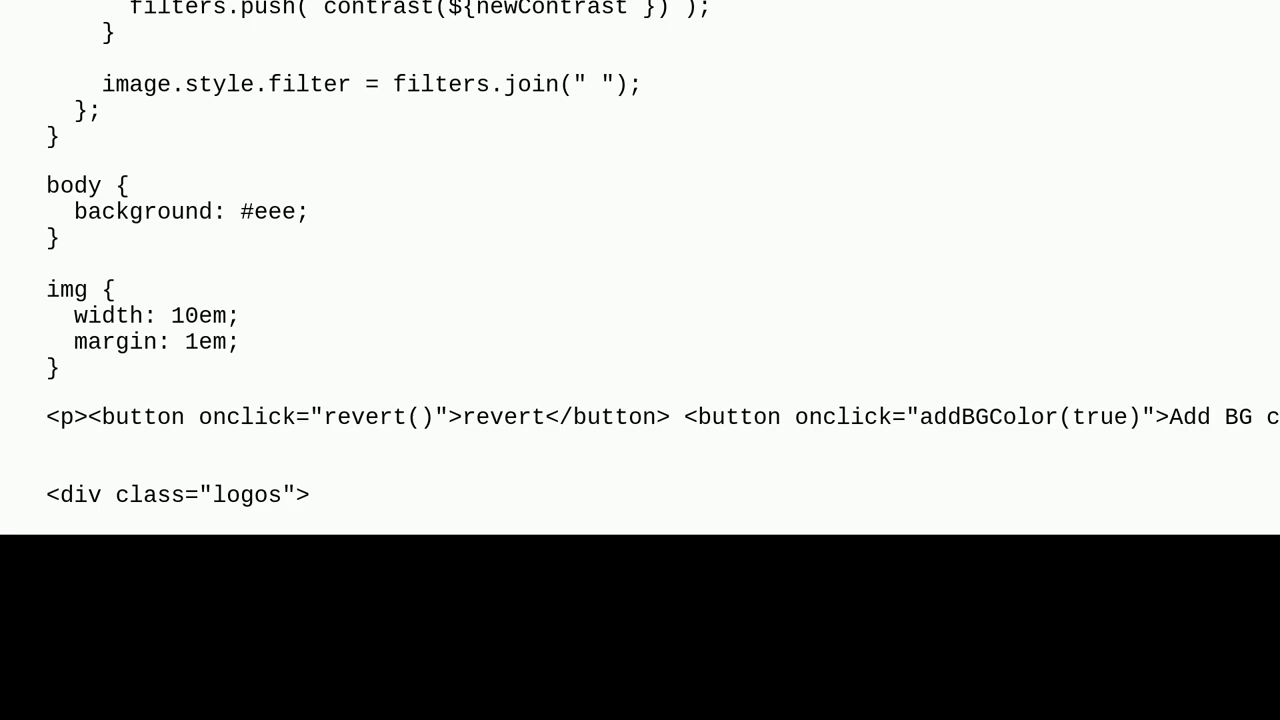 filters.push( contrast(${newContrast }) );
}
image.style.filter = filters.join(" ");
};
}
body {
background: #eee;
}
img {
width: 10em;
margin: 1em;
}
<p><button onclick="revert()">revert</button> <button onclick="addBGColor(true)">Add BG c
<div class="logos">